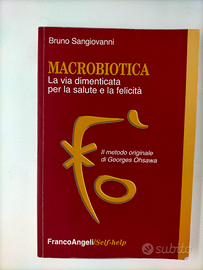 Bruno Sangiovanni
MACROBIOTICA
La via dimenticata
per la salute e la felicità
Il metodo originale
di Georges Ohsawa
FrancoAngeli/Self-help
subito